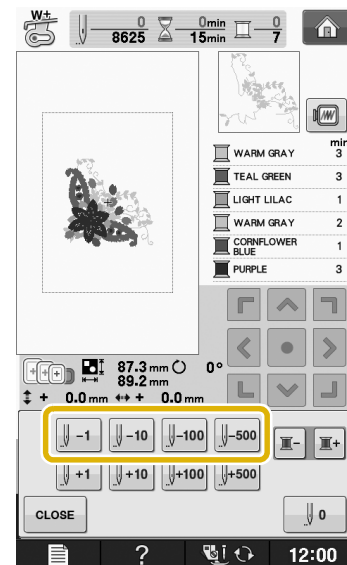 W+
0 0min 0
8625 15min 7
min
WARM GRAY 3
TEAL GREEN 3
LIGHT LILAC 1
WARM GRAY 2
CORNFLOWER
BLUE 1
PURPLE 3
87.3 mm 0°
89.2 mm
+ 0.0 mm + 0.0 mm
-1 -10 -100 -500 -  +
+1 +10 +100 +500
CLOSE 0
? 12:00